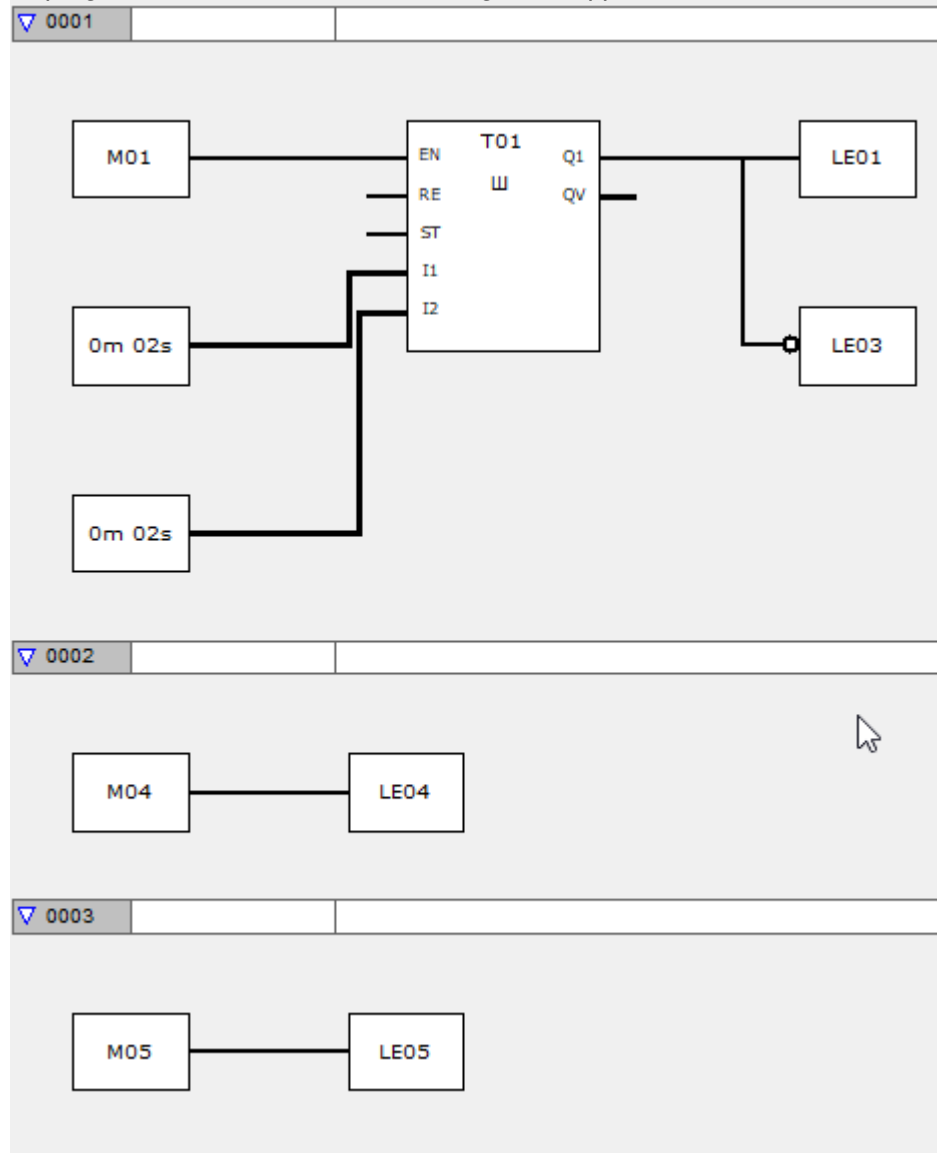 0001
M01
EN
T01
Q1
LE01
RE
Ш
QV
ST
I1
I2
0m 02s
LE03
0m 02s
0002
M04
LE04
0003
M05
LE05